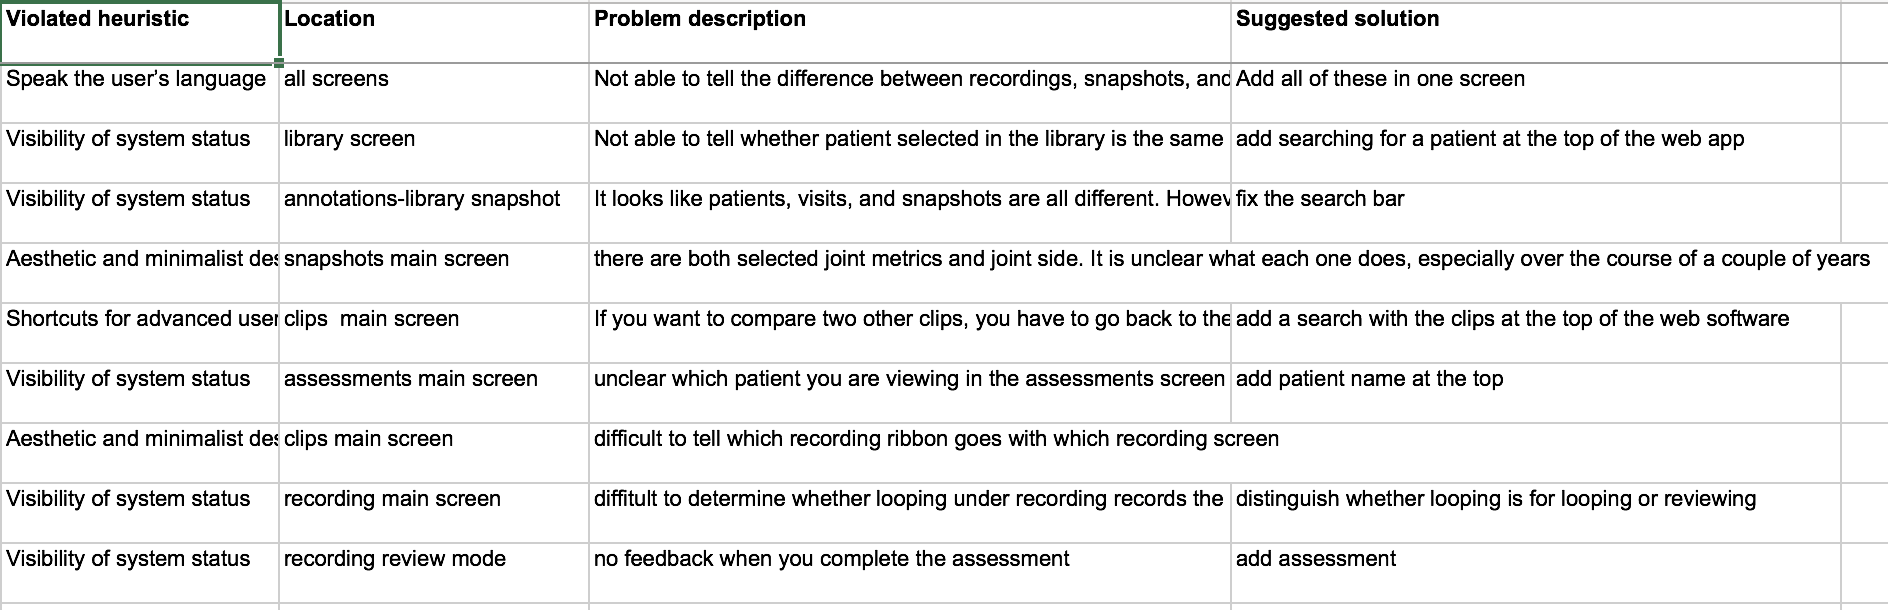 Violated heuristic Location Problem description Suggested solution
Speak the user's language all screens Not able to tell the difference between recordings, snapshots, and Add all of these in one screen
Visibility of system status library screen Not able to tell whether patient selected in the library is the same add searching for a patient at the top of the web app
Visibility of system status annotations-library snapshot It looks like patients, visits, and snapshots are all different. Howev fix the search bar
Aesthetic and minimalist des snapshots main screen there are both selected joint metrics and joint side. It is unclear what each one does, especially over the course of a couple of years
Shortcuts for advanced user clips main screen If you want to compare two other clips, you have to go back to the add a search with the clips at the top of the web software
Visibility of system status assessments main screen unclear which patient you are viewing in the assessments screen add patient name at the top
Aesthetic and minimalist des clips main screen difficult to tell which recording ribbon goes with which recording screen
Visibility of system status recording main screen diffitult to determine whether looping under recording records the distinguish whether looping is for looping or reviewing
Visibility of system status recording review mode no feedback when you complete the assessment add assessment